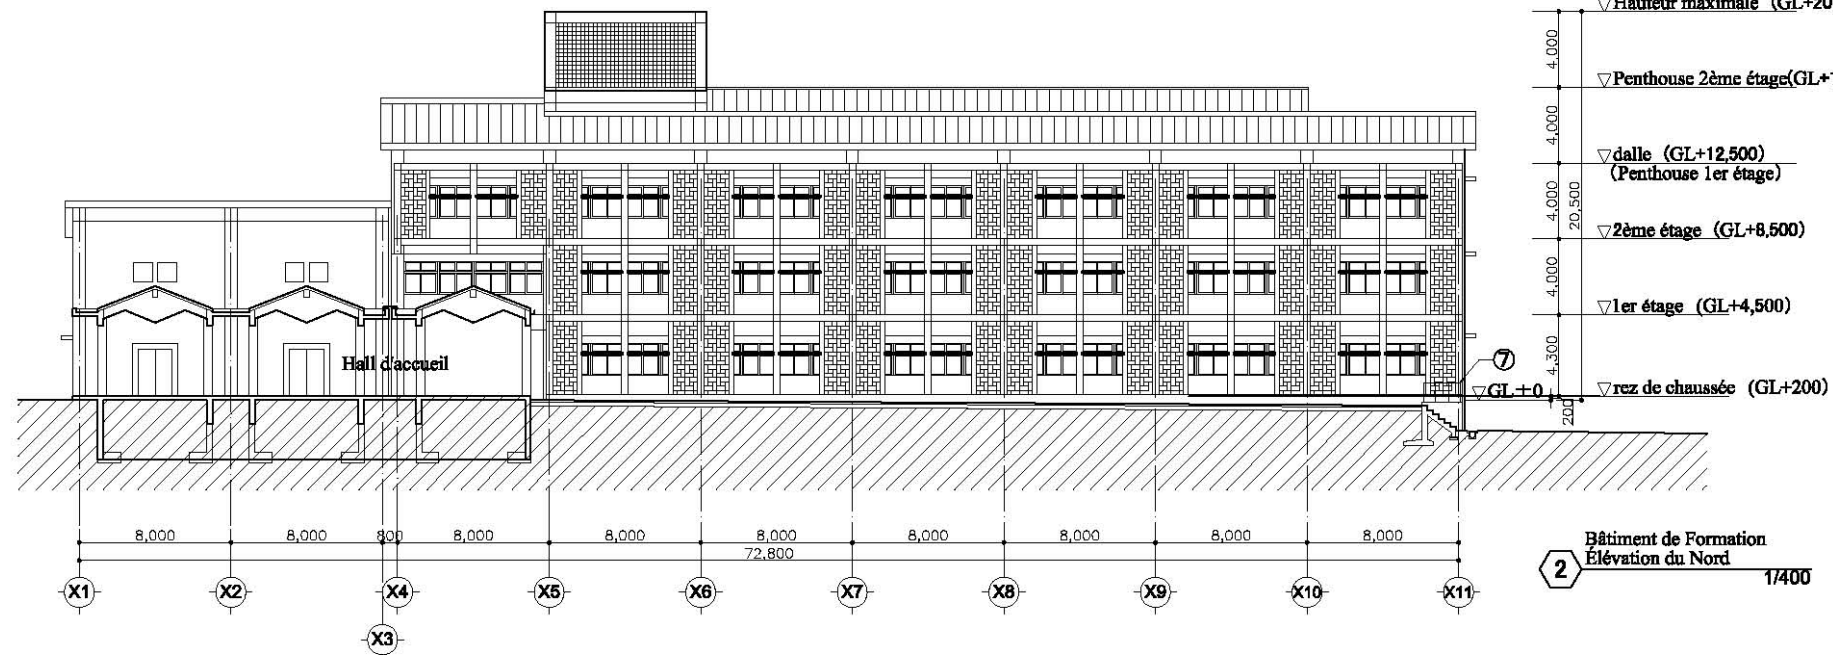 Hauteur maximale (GL+20
4,000
Penthouse 2ème étage(GL+
4,000
dalle (GL+12,500)
(Penthouse 1er étage)
4,000
20,500
2ème étage (GL+8,500)
4,000
1er étage (GL+4,500)
4,300
Hall d'accueil
7
GL±0
rez de chaussée (GL+200)
200
8,000 8,000 800 8,000 8,000 8,000 8,000 8,000 8,000 8,000
72,800
X1 X2 X4 X5 X6 X7 X8 X9 X10 X11
X3
2
Bâtiment de Formation
Élévation du Nord
1/400